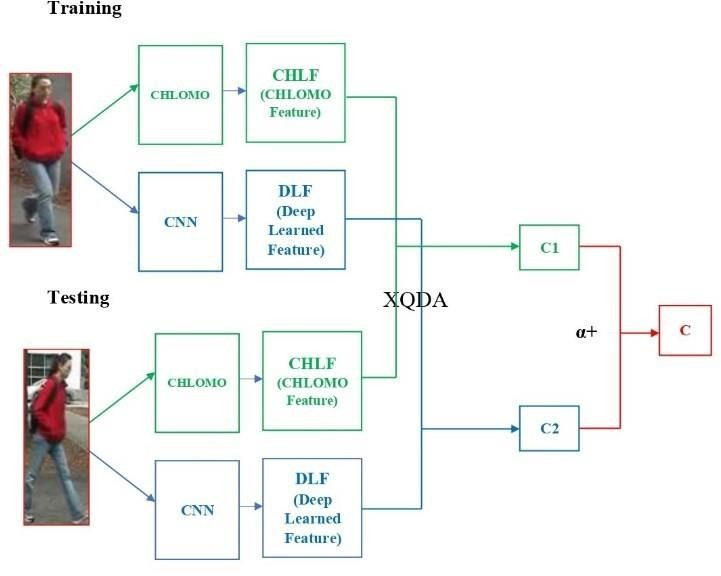 Training
CHLOMO
CHLF
(CHLOMO
Feature)
CNN
DLF
(Deep
Learned
Feature)
C1
Testing
XQDA
α+
C
CHLOMO
CHLF
(CHLOMO
Feature)
C2
CNN
DLF
(Deep
Learned
Feature)